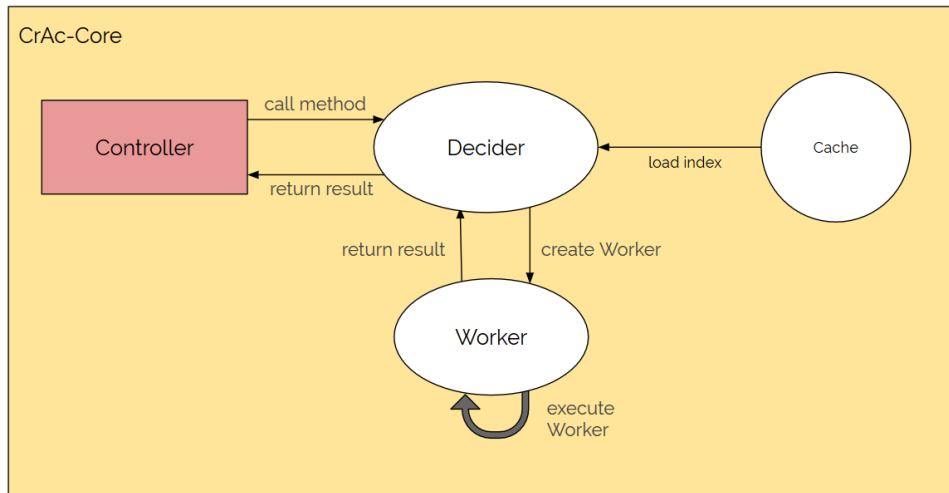 CrAc-Core
call method
Controller
Decider
Cache
load index
return result
return result
create Worker
Worker
execute
Worker